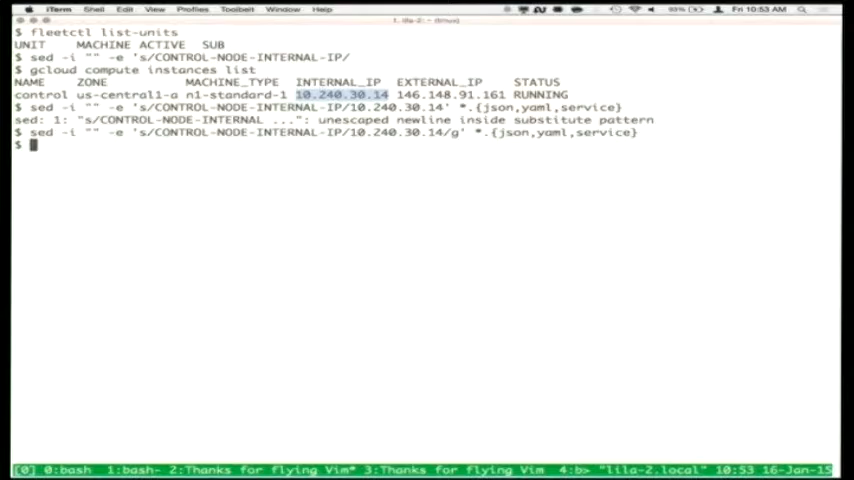 iTerm Shell Edit View Profiles Toolbelt Window Help 93% Fri 10:53 AM
1. lila-2: ~ (tmux)
$ fleetctl list-units
UNIT MACHINE ACTIVE SUB
$ sed -i "" -e 's/CONTROL-NODE-INTERNAL-IP/
$ gcloud compute instances list
NAME ZONE MACHINE_TYPE INTERNAL_IP EXTERNAL_IP STATUS
control us-central1-a n1-standard-1 10.240.30.14 146.148.91.161 RUNNING
$ sed -i "" -e 's/CONTROL-NODE-INTERNAL-IP/10.240.30.14' *.{json,yaml,service}
sed: 1: "s/CONTROL-NODE-INTERNAL ...": unescaped newline inside substitute pattern
$ sed -i "" -e 's/CONTROL-NODE-INTERNAL-IP/10.240.30.14/g' *.{json,yaml,service}
$
[0] 0:bash 1:bash- 2:Thanks for flying Vim* 3:Thanks for flying Vim 4:b> "lila-2.local" 10:53 16-Jan-15